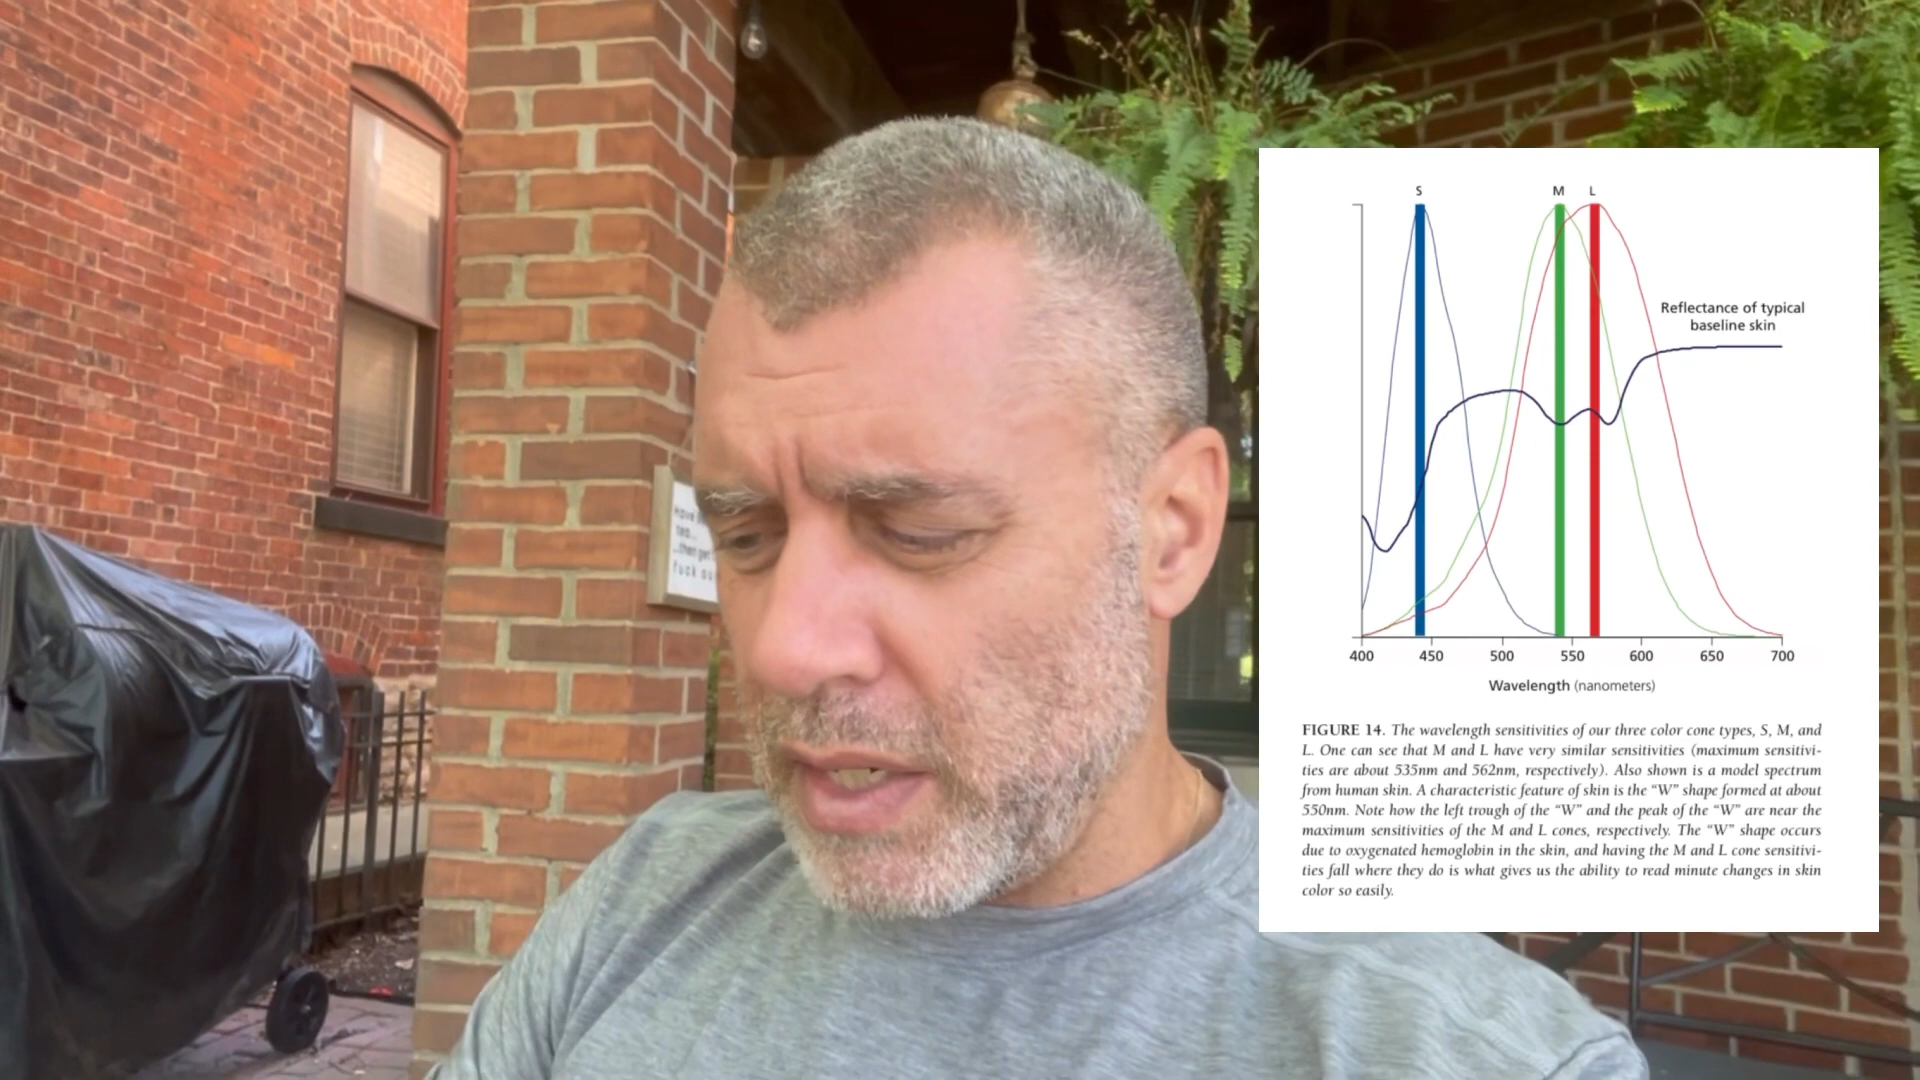 have s
tea...
...then get
fuck ou
S M L
Reflectance of typical
baseline skin
400 450 500 550 600 650 700
Wavelength (nanometers)
FIGURE 14. The wavelength sensitivities of our three color cone types, S, M, and
L. One can see that M and L have very similar sensitivities (maximum sensitivi-
ties are about 535nm and 562nm, respectively). Also shown is a model spectrum
from human skin. A characteristic feature of skin is the “W” shape formed at about
550nm. Note how the left trough of the “W” and the peak of the “W” are near the
maximum sensitivities of the M and L cones, respectively. The “W” shape occurs
due to oxygenated hemoglobin in the skin, and having the M and L cone sensitivi-
ties fall where they do is what gives us the ability to read minute changes in skin
color so easily.